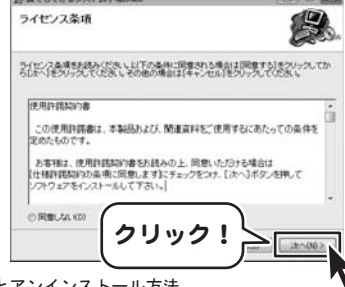 ライセンス条項
ライセンス条項をお読みください。以下の条件に同意される場合は[同意する]をクリックしてか
ら[次へ]をクリックしてください。その他の場合は[キャンセル]をクリックしてください。
使用許諾契約書
この使用許諾書は、本製品および、関連資料をご使用するにあたっての条件を
定めたものです。
お客様は、使用許諾契約書をお読みの上、同意いただける場合は
[仕様許諾契約の条項に同意します]にチェックをつけ、[次へ]ボタンを押して
ソフトウェアをインストールして下さい。
同意しない(D)
クリック！
次へ(N) >
とアンインストール方法